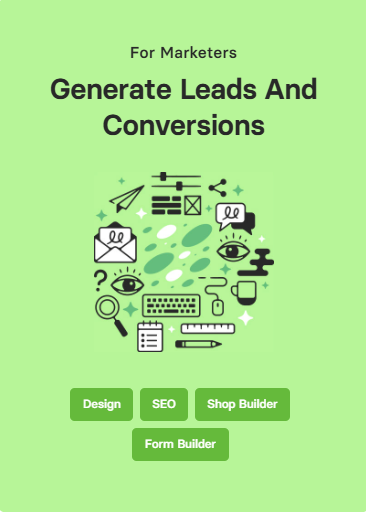 For Marketers
Generate Leads And
Conversions
?
Design SEO Shop Builder
Form Builder